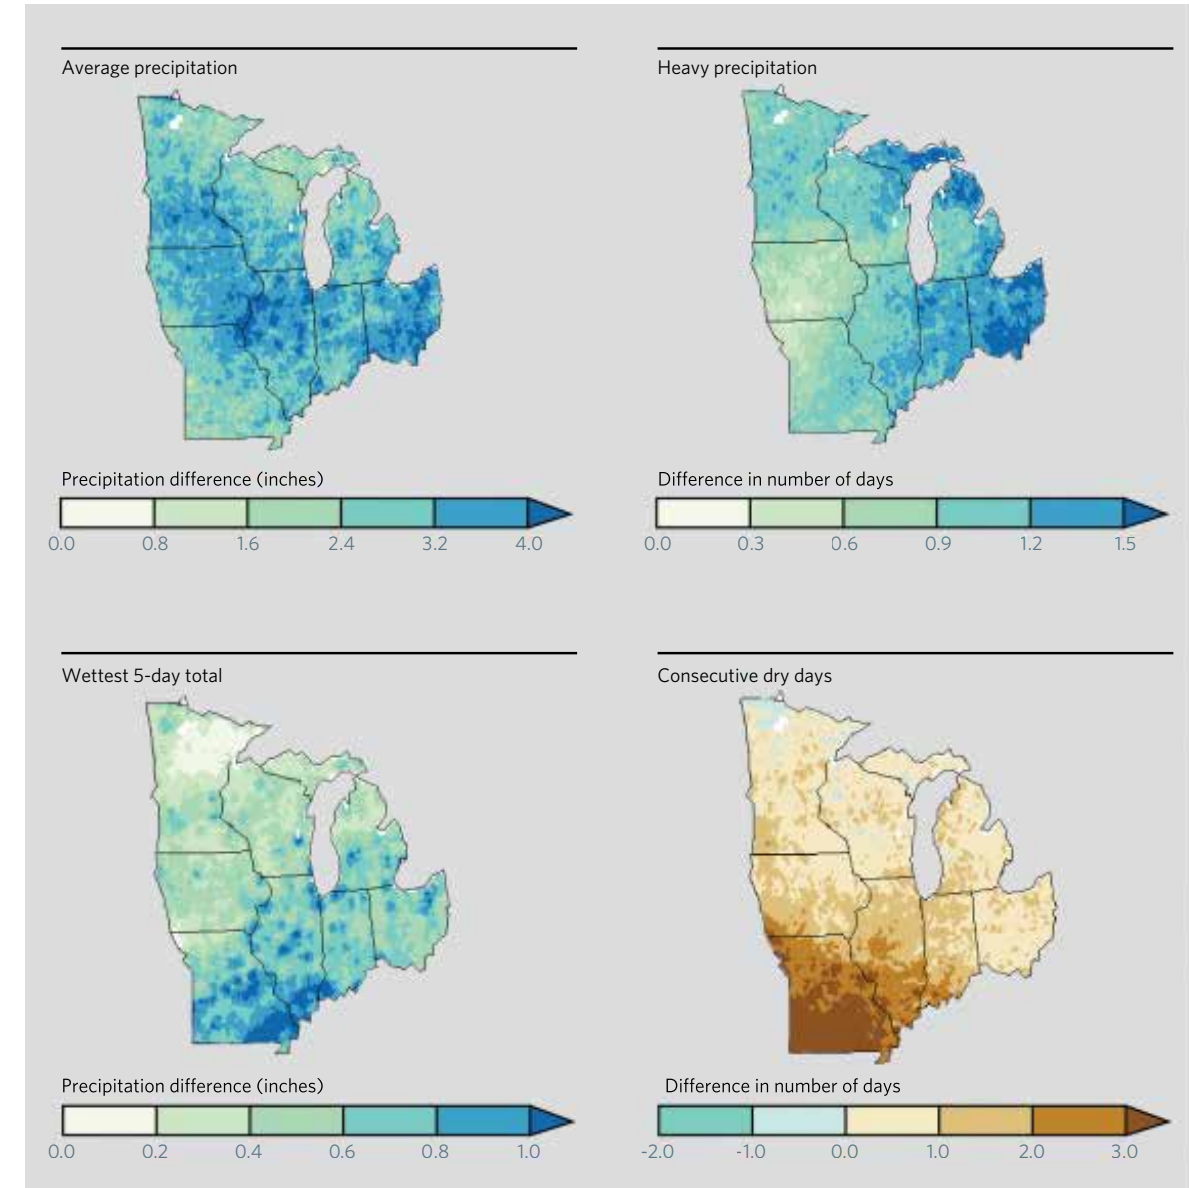 Average precipitation
Heavy precipitation
Precipitation difference (inches)
0.0 0.8 1.6 2.4 3.2 4.0
Difference in number of days
0.0 0.3 0.6 0.9 1.2 1.5
Wettest 5-day total
Consecutive dry days
Precipitation difference (inches)
0.0 0.2 0.4 0.6 0.8 1.0
Difference in number of days
-2.0 -1.0 0.0 1.0 2.0 3.0